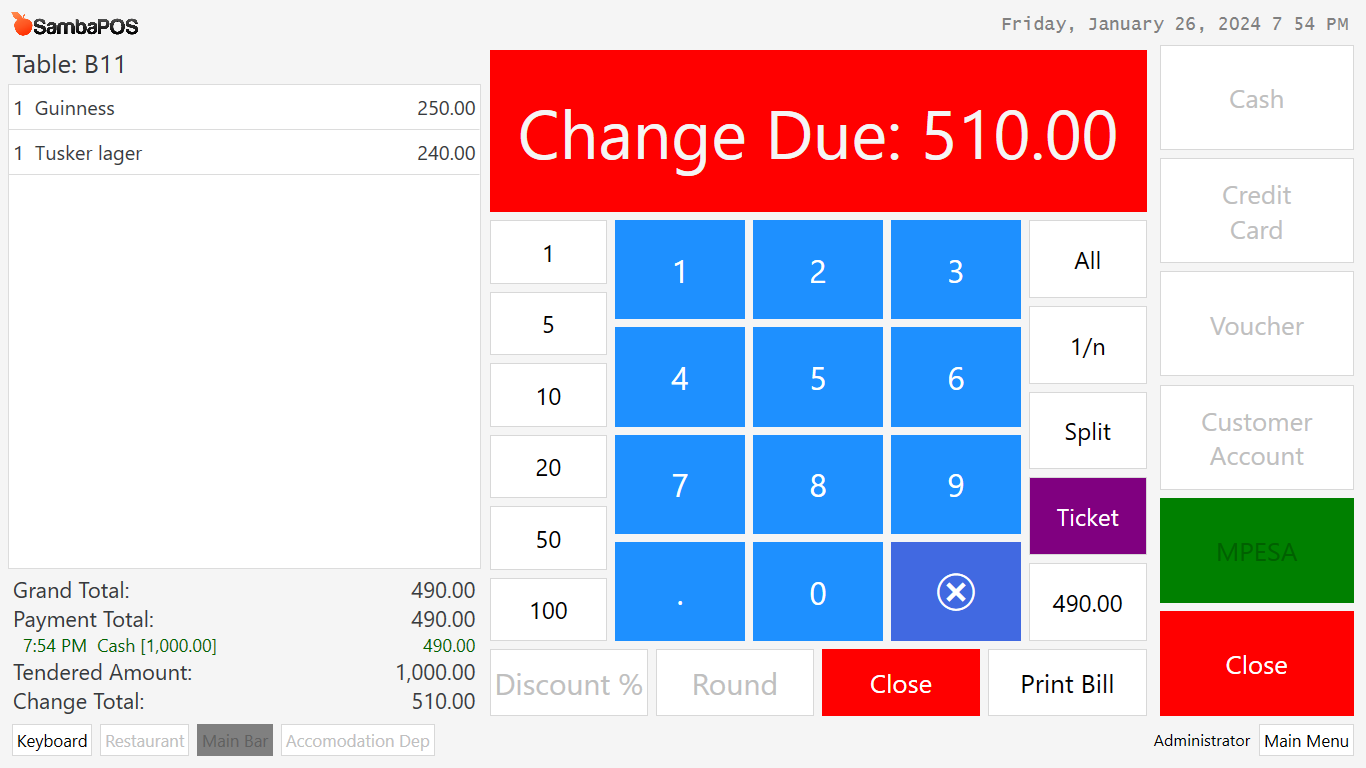 SambaPOS
Friday, January 26, 2024 7 54 PM
Table: B11
1 Guinness 250.00
1 Tusker lager 240.00
Grand Total: 490.00
Payment Total: 490.00
7:54 PM Cash [1,000.00] 490.00
Tendered Amount: 1,000.00
Change Total: 510.00
Change Due: 510.00
1
5
10
20
50
100
1 2 3
4 5 6
7 8 9
. 0
All
1/n
Split
Ticket
490.00
Discount % Round Close Print Bill
Cash
Credit
Card
Voucher
Customer
Account
MPESA
Close
Keyboard Restaurant Main Bar Accomodation Dep
Administrator Main Menu